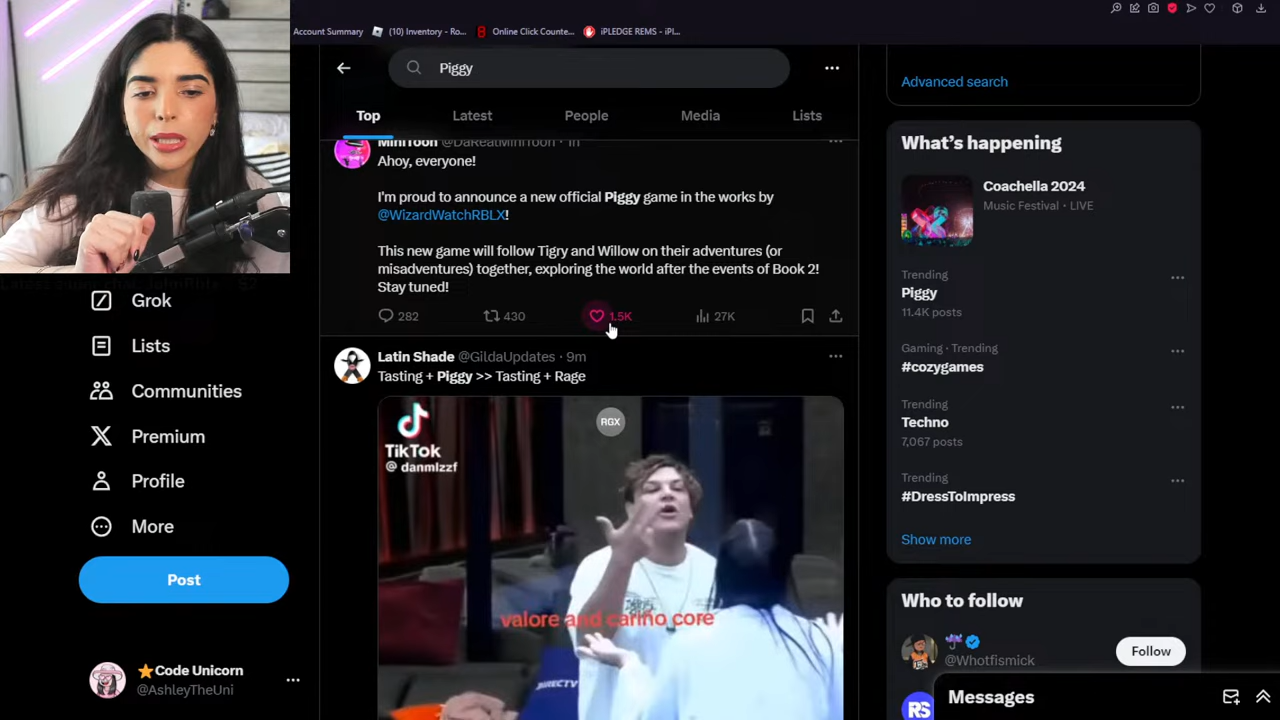 Account Summary
(10) Inventory - Ro...
Online Click Counte...
iPLEDGE REMS - iPl...
Piggy
Top
Latest
People
Media
Lists
MiniToon @DaRealMiniToon · 1h
Ahoy, everyone!
I'm proud to announce a new official Piggy game in the works by
@WizardWatchRBLX!
This new game will follow Tigry and Willow on their adventures (or
misadventures) together, exploring the world after the events of Book 2!
Stay tuned!
282
430
1.5K
27K
Latin Shade @GildaUpdates · 9m
Tasting + Piggy >> Tasting + Rage
TikTok
@ danmlzzf
RGX
valore and cariño core
DIRECTV
Grok
Lists
Communities
Premium
Profile
More
Post
Code Unicorn
@AshleyTheUni
Advanced search
What's happening
Coachella 2024
Music Festival · LIVE
Trending
Piggy
11.4K posts
Gaming · Trending
#cozygames
Trending
Techno
7,067 posts
Trending
#DressToImpress
Show more
Who to follow
@Whotfismick
Follow
RS
Messages